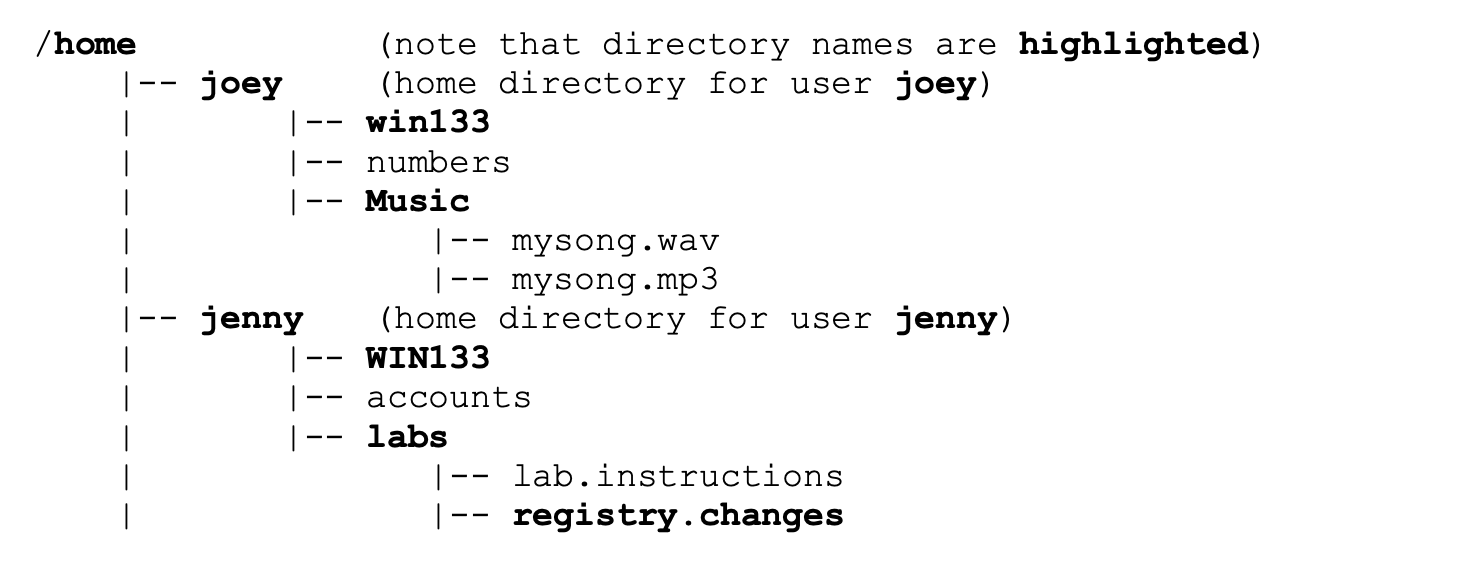 /home (note that directory names are highlighted)
|-- joey (home directory for user joey)
| |-- win133
| |-- numbers
| |-- Music
| |-- mysong.wav
| |-- mysong.mp3
|-- jenny (home directory for user jenny)
| |-- WIN133
| |-- accounts
| |-- labs
| |-- lab.instructions
| |-- registry.changes